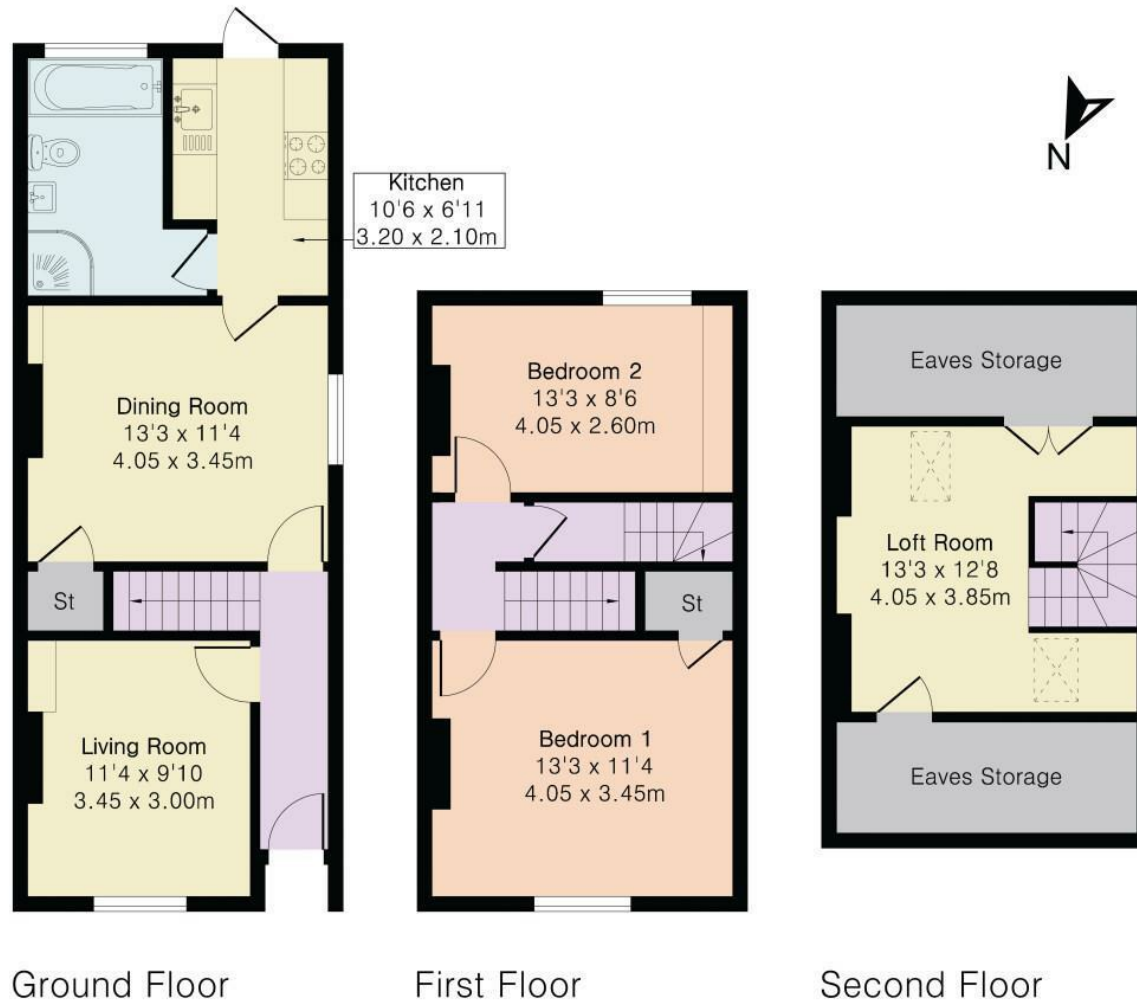 Kitchen
10'6 x 6'11
3.20 x 2.10m
N
Dining Room
13'3 x 11'4
4.05 x 3.45m
St
Living Room
11'4 x 9'10
3.45 x 3.00m
Ground Floor
Bedroom 2
13'3 x 8'6
4.05 x 2.60m
St
Bedroom 1
13'3 x 11'4
4.05 x 3.45m
First Floor
Eaves Storage
Loft Room
13'3 x 12'8
4.05 x 3.85m
Eaves Storage
Second Floor